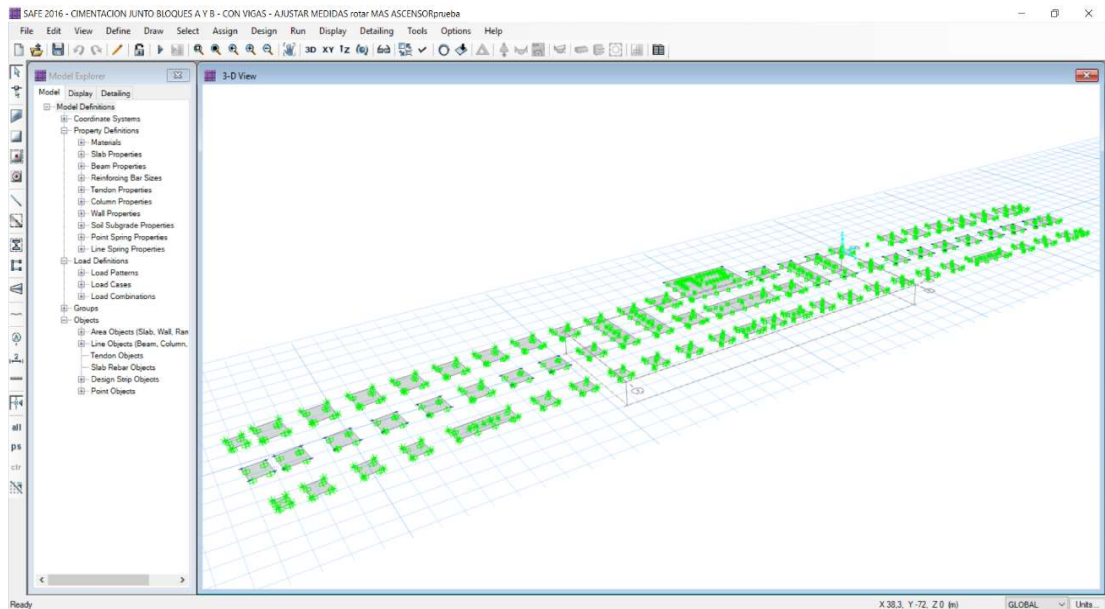 SAFE 2016 - CIMENTACION JUNTO BLOQUES A Y B - CON VIGAS - AJUSTAR MEDIDAS rotar MAS ASCENSORprueba
File Edit View Define Draw Select Assign Design Run Display Detailing Tools Options Help
3D XY
Model Explorer
3-D View
Model Display Detailing
Model Definitions
Coordinate Systems
Property Definitions
Materials
Slab Properties
Beam Properties
Reinforcing Bar Sizes
Tendon Properties
Column Properties
Wall Properties
Soil Subgrade Properties
Point Spring Properties
Line Spring Properties
Load Definitions
Load Patterns
Load Cases
Load Combinations
Groups
Objects
Area Objects (Slab, Wall, Ran
Line Objects (Beam, Column,
Tendon Objects
Slab Rebar Objects
Design Strip Objects
Point Objects
all
ps
clr
Ready
X 38,3, Y -72, Z 0 (m)
GLOBAL
Units